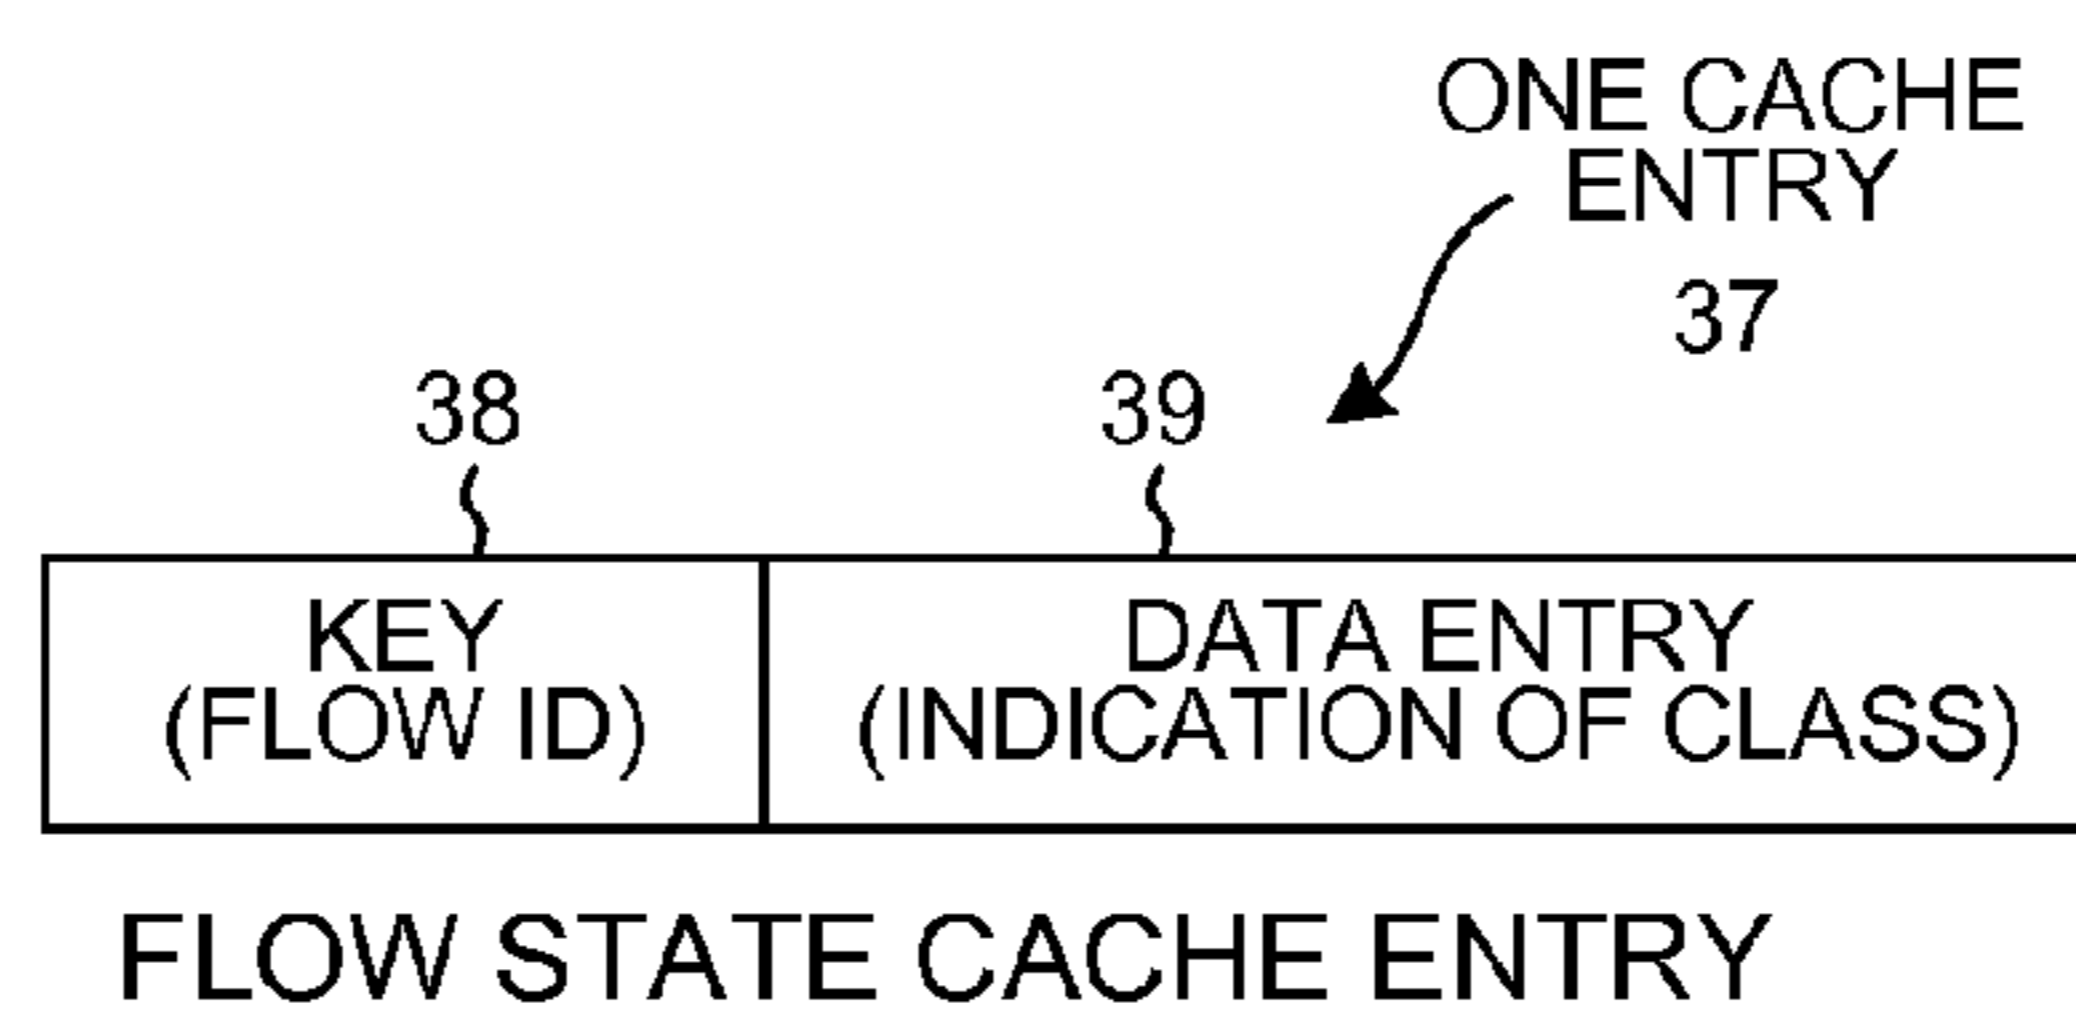 ONE CACHE
ENTRY
37
38
39
KEY
(FLOW ID)
DATA ENTRY
(INDICATION OF CLASS)
FLOW STATE CACHE ENTRY